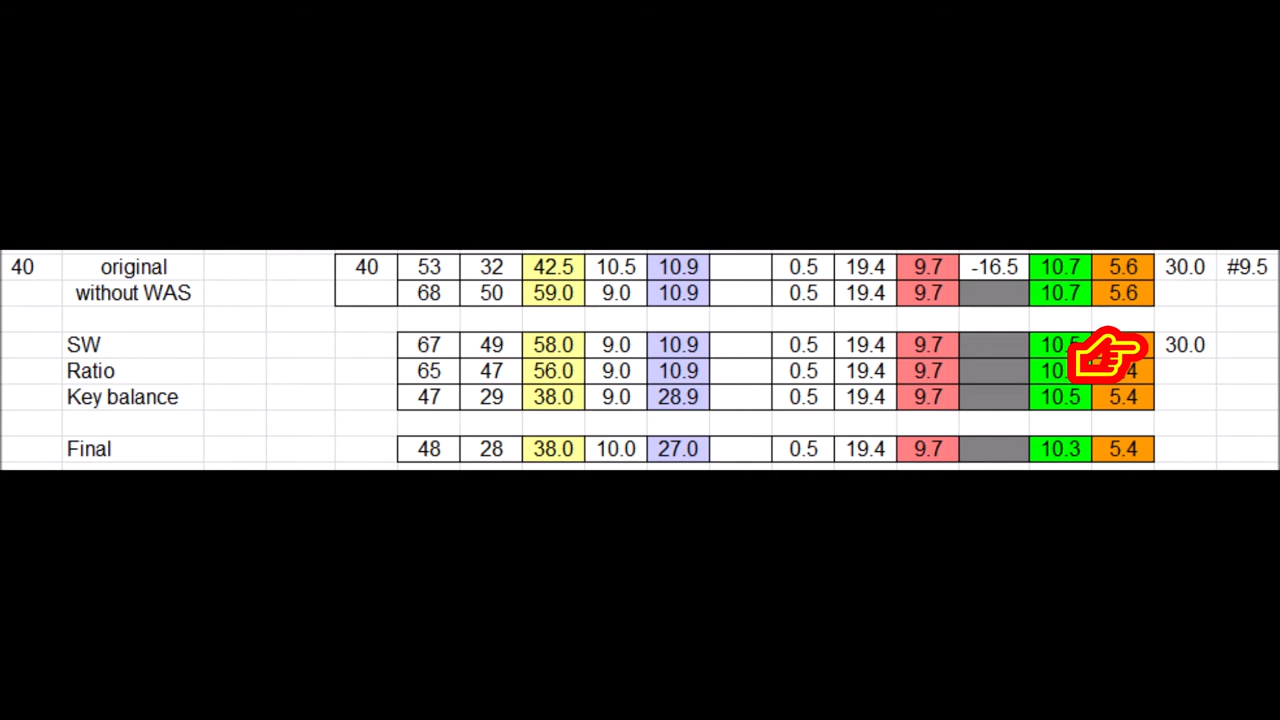 40 original 40 53 32 42.5 10.5 10.9 0.5 19.4 9.7 -16.5 10.7 5.6 30.0 #9.5
without WAS 68 50 59.0 9.0 10.9 0.5 19.4 9.7 10.7 5.6
SW 67 49 58.0 9.0 10.9 0.5 19.4 9.7 30.0
Ratio 65 47 56.0 9.0 10.9 0.5 19.4 9.7
Key balance 47 29 38.0 9.0 28.9 0.5 19.4 9.7 10.5 5.4
Final 48 28 38.0 10.0 27.0 0.5 19.4 9.7 10.3 5.4